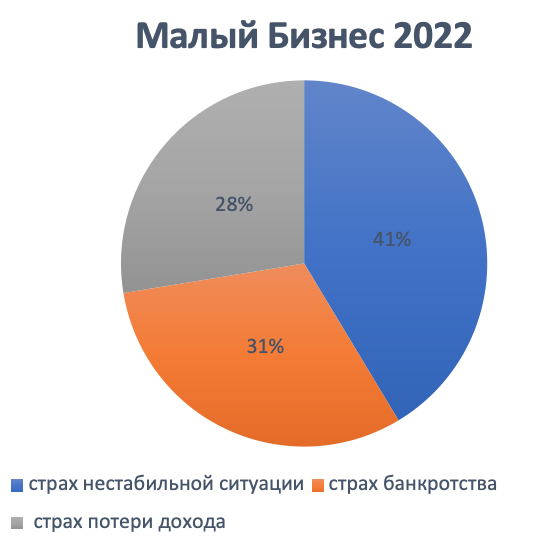 Малый Бизнес 2022
28%
41%
31%
страх нестабильной ситуации страх банкротства
страх потери дохода